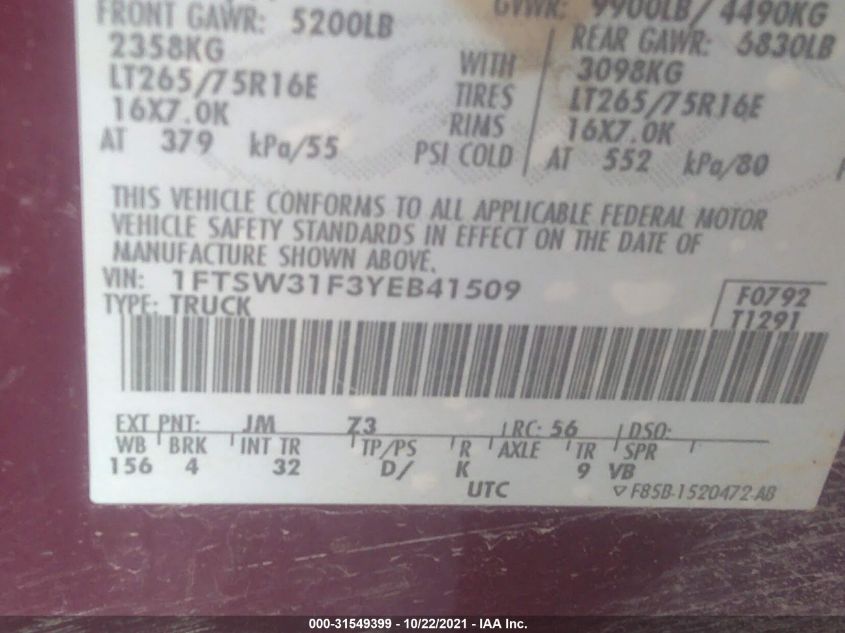 FRONT GAWR: 5200LB
2358KG
LT265/75R16E
16X7.0K
AT 379 kPa/55
WITH
TIRES
RIMS
PSI COLD
GVWR: 9900LB/ 4490KG
REAR GAWR: 6830LB
3098KG
LT265/75R16E
16X7.0K
AT 552 kPa/80
THIS VEHICLE CONFORMS TO ALL APPLICABLE FEDERAL MOTOR
VEHICLE SAFETY STANDARDS IN EFFECT ON THE DATE OF
MANUFACTURE SHOWN ABOVE.
VIN: 1FTSW31F3YEB41509
TYPE: TRUCK
F0792
T1291
EXT PNT: JM Z3 RC: 56 DSO:
WB BRK INT TR TP/PS R AXLE TR SPR
156 4 32 D/ K 9 VB
UTC
▽ F85B-1520472-AB
000-31549399 - 10/22/2021 - IAA Inc.